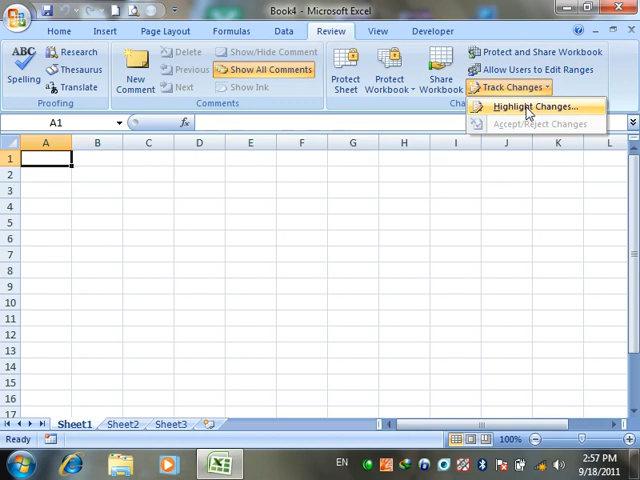 Book4 - Microsoft Excel
Home Insert Page Layout Formulas Data Review View Developer
ABC
Spelling
Research
Thesaurus
Translate
Proofing
New
Comment
Delete
Previous
Next
Show/Hide Comment
Show All Comments
Show Ink
Comments
Protect
Sheet
Protect
Workbook
Share
Workbook
Protect and Share Workbook
Allow Users to Edit Ranges
Track Changes
Highlight Changes...
Accept/Reject Changes
A1
fx
A B C D E F G H I J K L
1
2
3
4
5
6
7
8
9
10
11
12
13
14
15
16
17
Sheet1 Sheet2 Sheet3
Ready
100%
EN
2:57 PM
9/18/2011